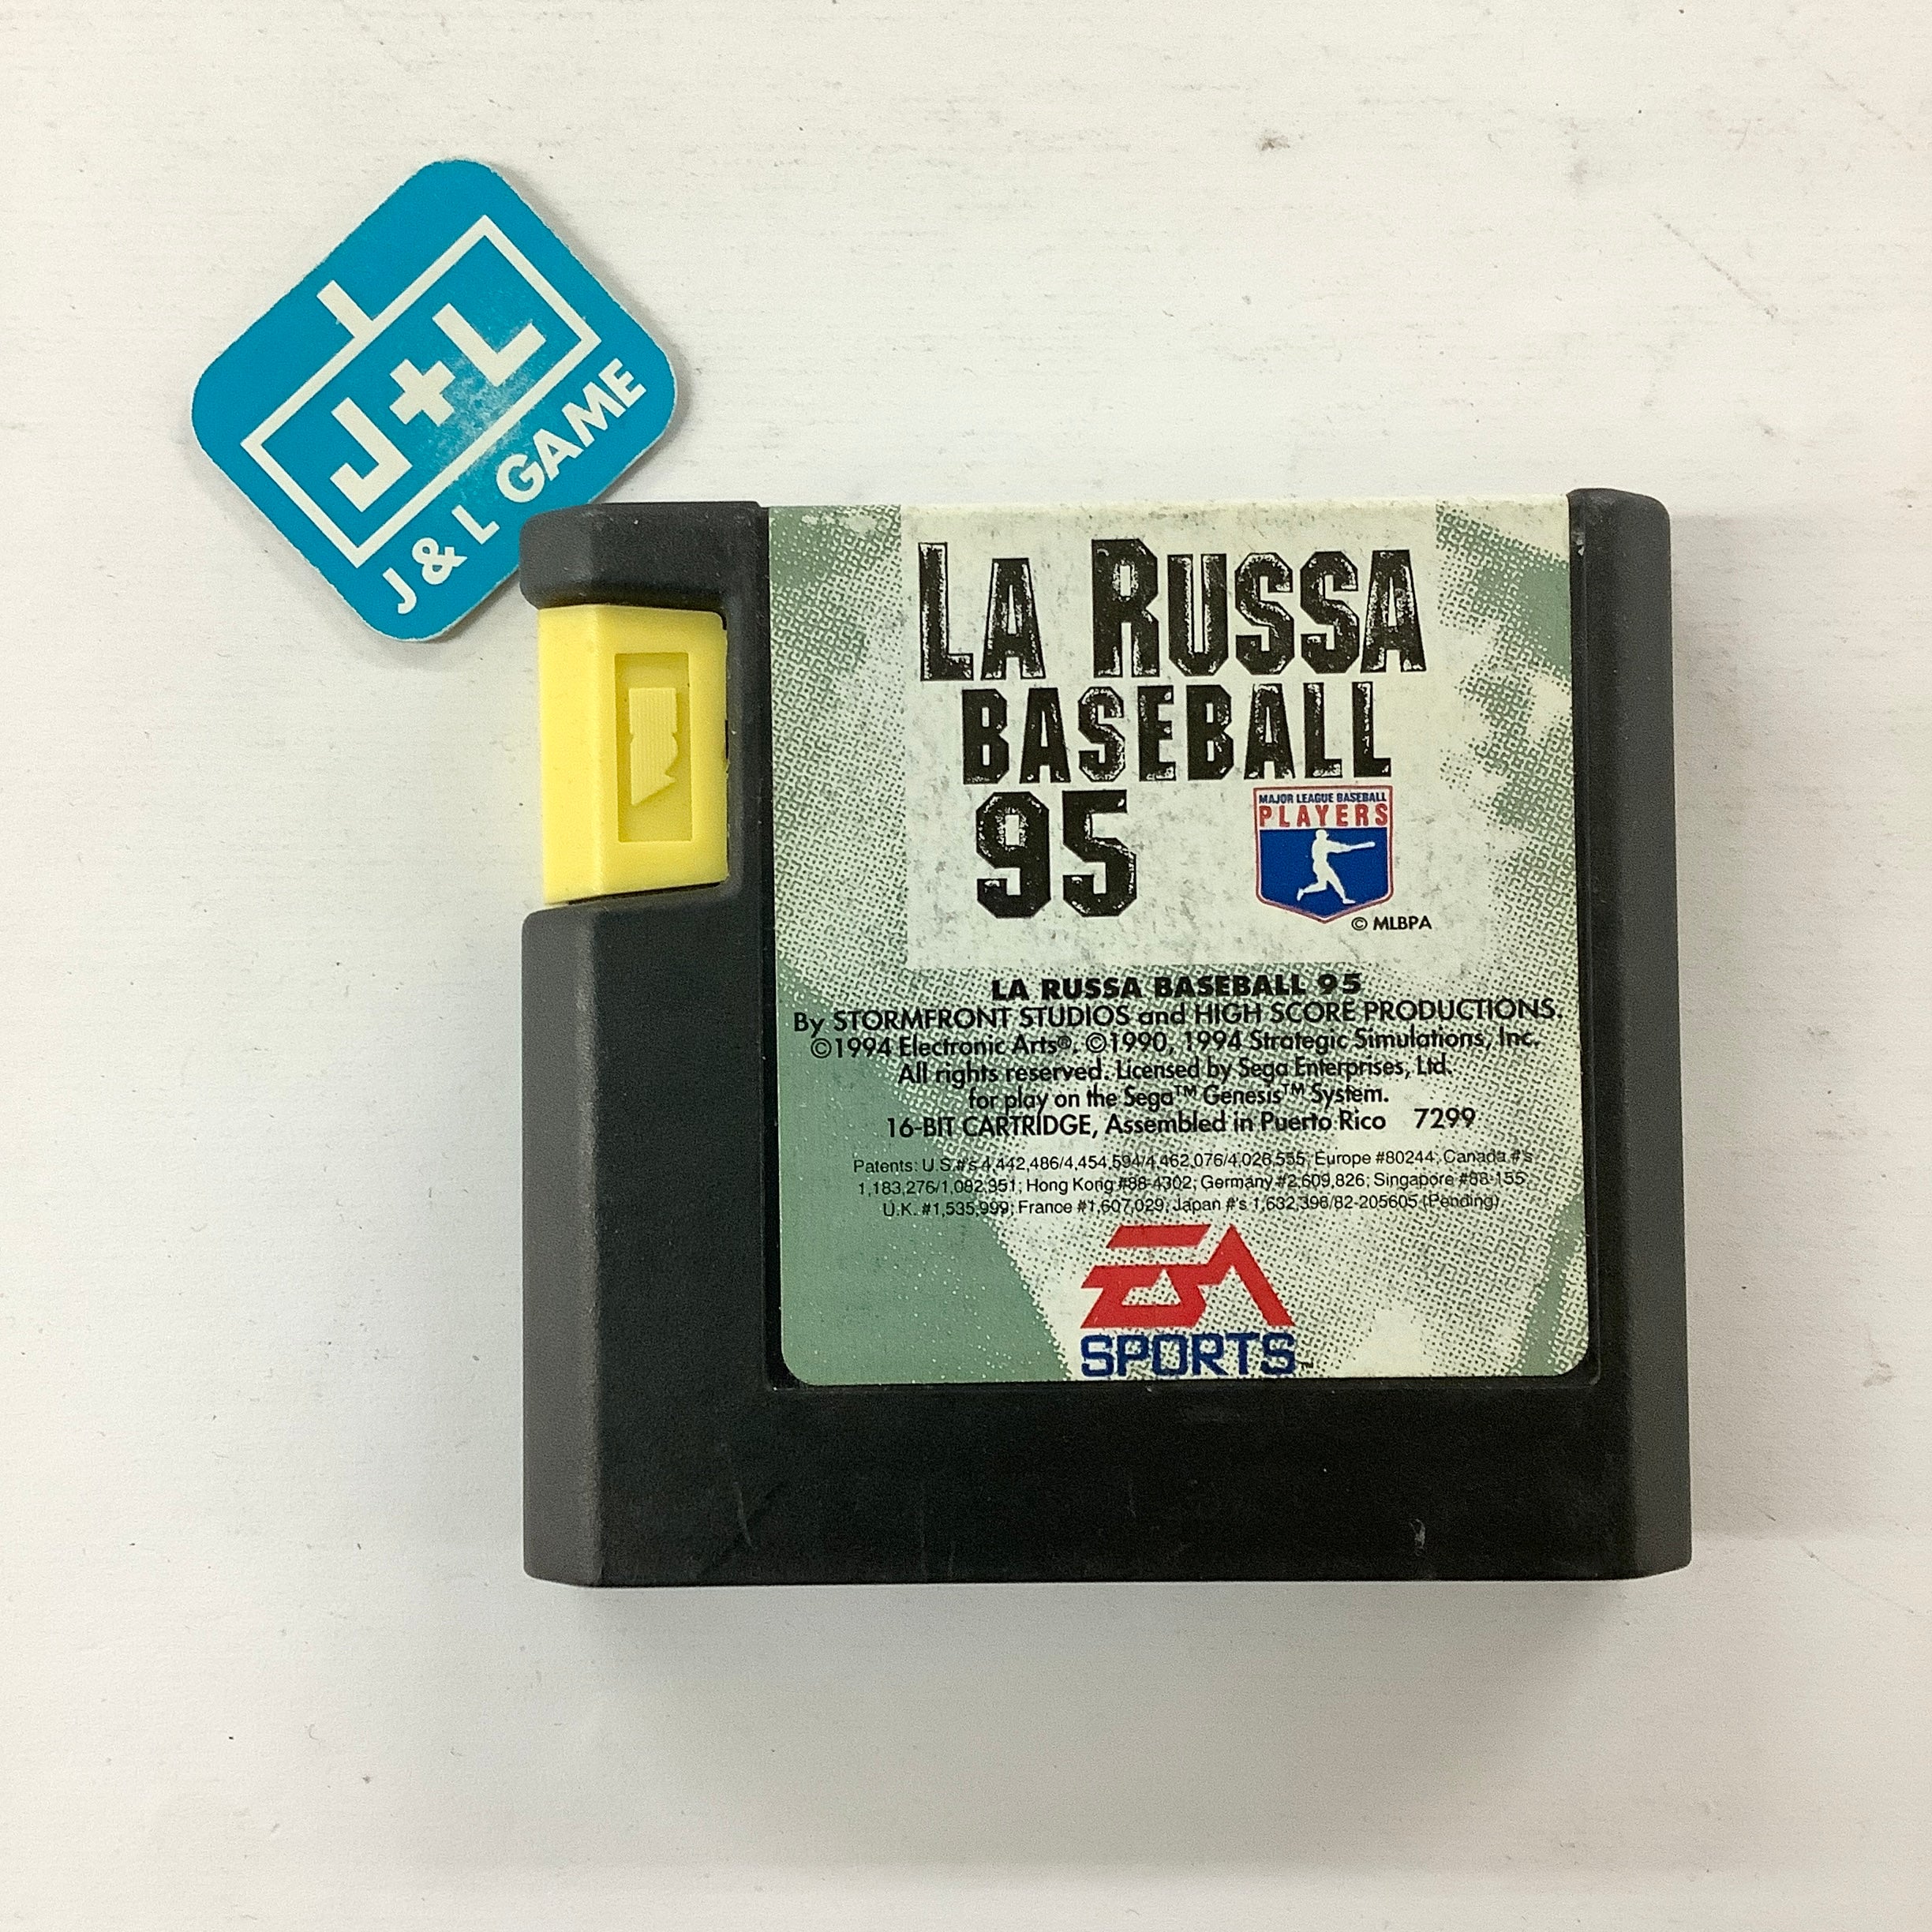 J+L
J & L GAME
LA RUSSA
BASEBALL
95
MAJOR LEAGUE BASEBALL
PLAYERS
© MLBPA
LA RUSSA BASEBALL 95
By STORMFRONT STUDIOS and HIGH SCORE PRODUCTIONS.
©1994 Electronic Arts®. ©1990, 1994 Strategic Simulations, Inc.
All rights reserved. Licensed by Sega Enterprises, Ltd.
for play on the Sega™ Genesis™ System.
16-BIT CARTRIDGE, Assembled in Puerto Rico 7299
Patents: U.S.#'s 4,442,486/4,454,594/4,462,076/4,026,555; Europe #80244; Canada #'s
1,183,276/1,082,351; Hong Kong #88-4302; Germany #2,609,826; Singapore #88-155;
U.K. #1,535,999; France #1,607,029; Japan #'s 1,632,396/82-205605 (Pending)
EA
SPORTS™